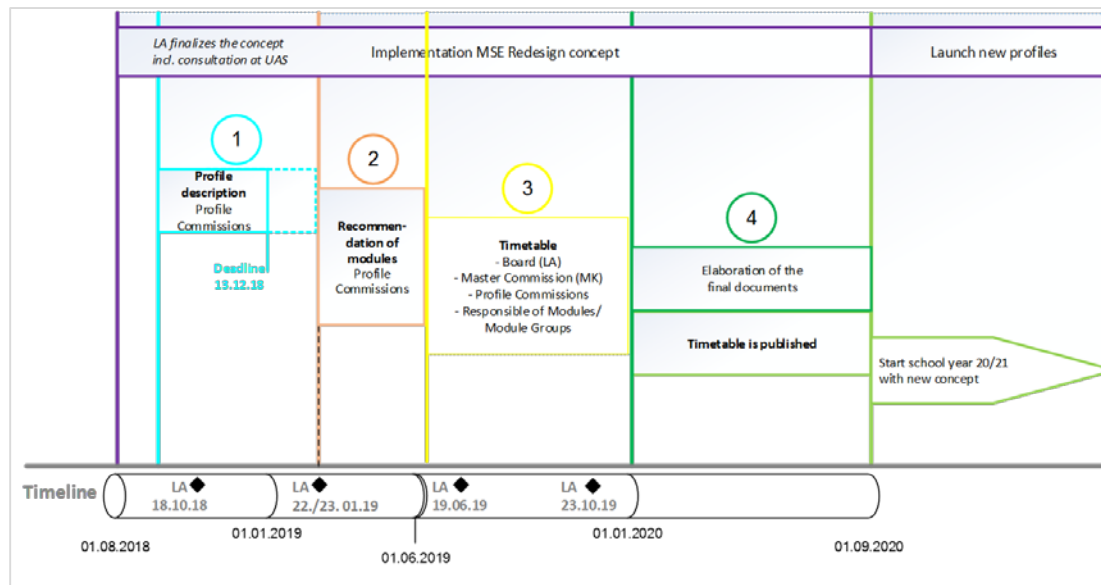 LA finalizes the concept
incl. consultation at UAS
Implementation MSE Redesign concept
Launch new profiles
1
Profile
description
Profile
Commissions
Deadline
13.12.18
2
Recommen-
dation of
modules
Profile
Commissions
3
Timetable
- Board (LA)
- Master Commission (MK)
- Profile Commissions
- Responsible of Modules/
Module Groups
4
Elaboration of the
final documents
Timetable is published
Start school year 20/21
with new concept
Timeline
LA
18.10.18
LA
22./23. 01.19
LA
19.06.19
LA
23.10.19
01.08.2018
01.01.2019
01.06.2019
01.01.2020
01.09.2020